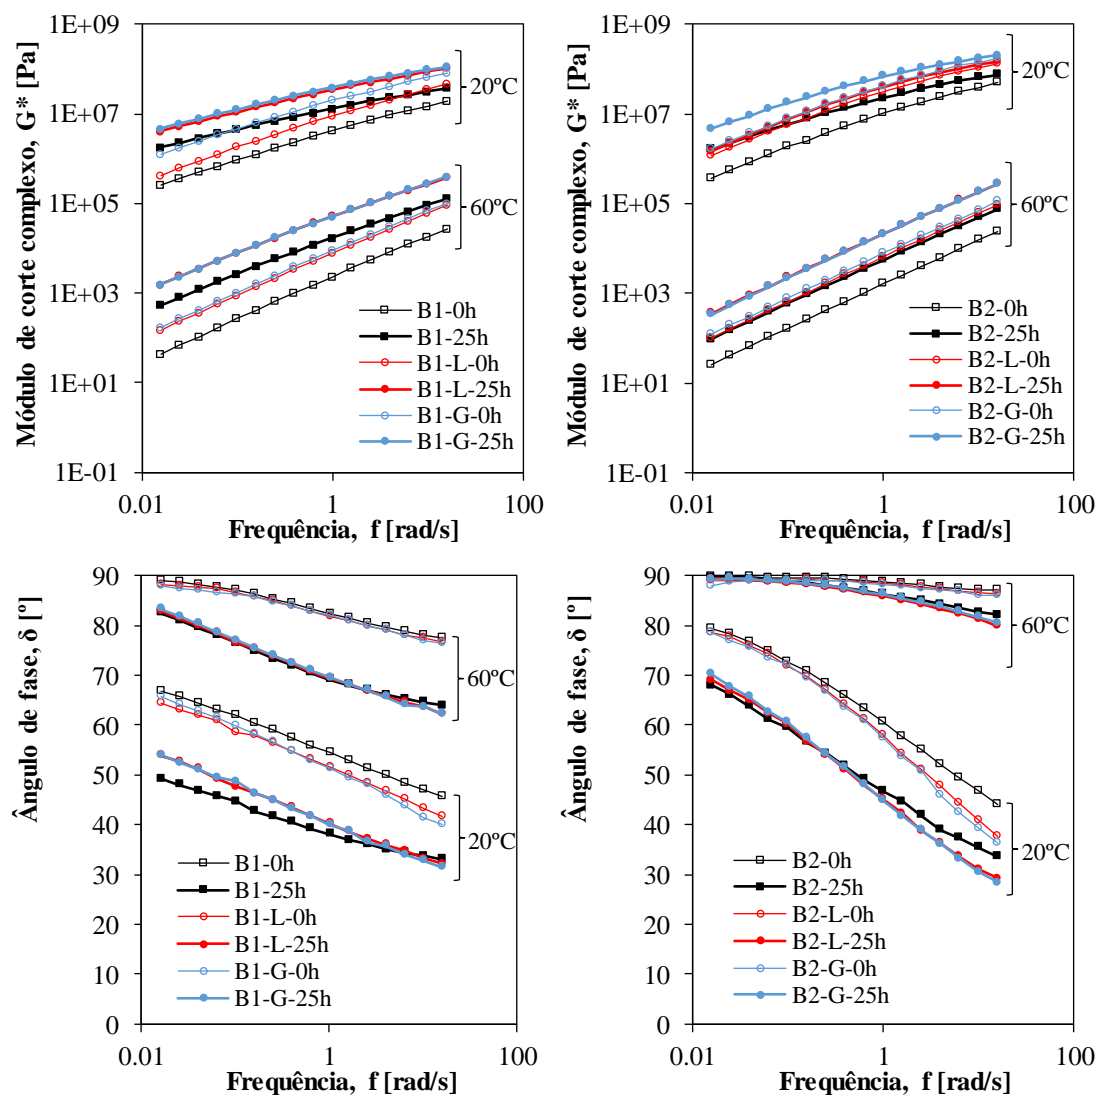 Módulo de corte complexo, G* [Pa]
1E+09
1E+07
1E+05
1E+03
1E+01
1E-01
20ºC
60ºC
B1-0h
B1-25h
B1-L-0h
B1-L-25h
B1-G-0h
B1-G-25h
0.01
1
100
Frequência, f [rad/s]
Módulo de corte complexo, G* [Pa]
1E+09
1E+07
1E+05
1E+03
1E+01
1E-01
20ºC
60ºC
B2-0h
B2-25h
B2-L-0h
B2-L-25h
B2-G-0h
B2-G-25h
0.01
1
100
Frequência, f [rad/s]
Ângulo de fase, δ [º]
90
80
70
60
50
40
30
20
10
0
60ºC
20ºC
B1-0h
B1-25h
B1-L-0h
B1-L-25h
B1-G-0h
B1-G-25h
0.01
1
100
Frequência, f [rad/s]
Ângulo de fase, δ [º]
90
80
70
60
50
40
30
20
10
0
60ºC
20ºC
B2-0h
B2-25h
B2-L-0h
B2-L-25h
B2-G-0h
B2-G-25h
0.01
1
100
Frequência, f [rad/s]